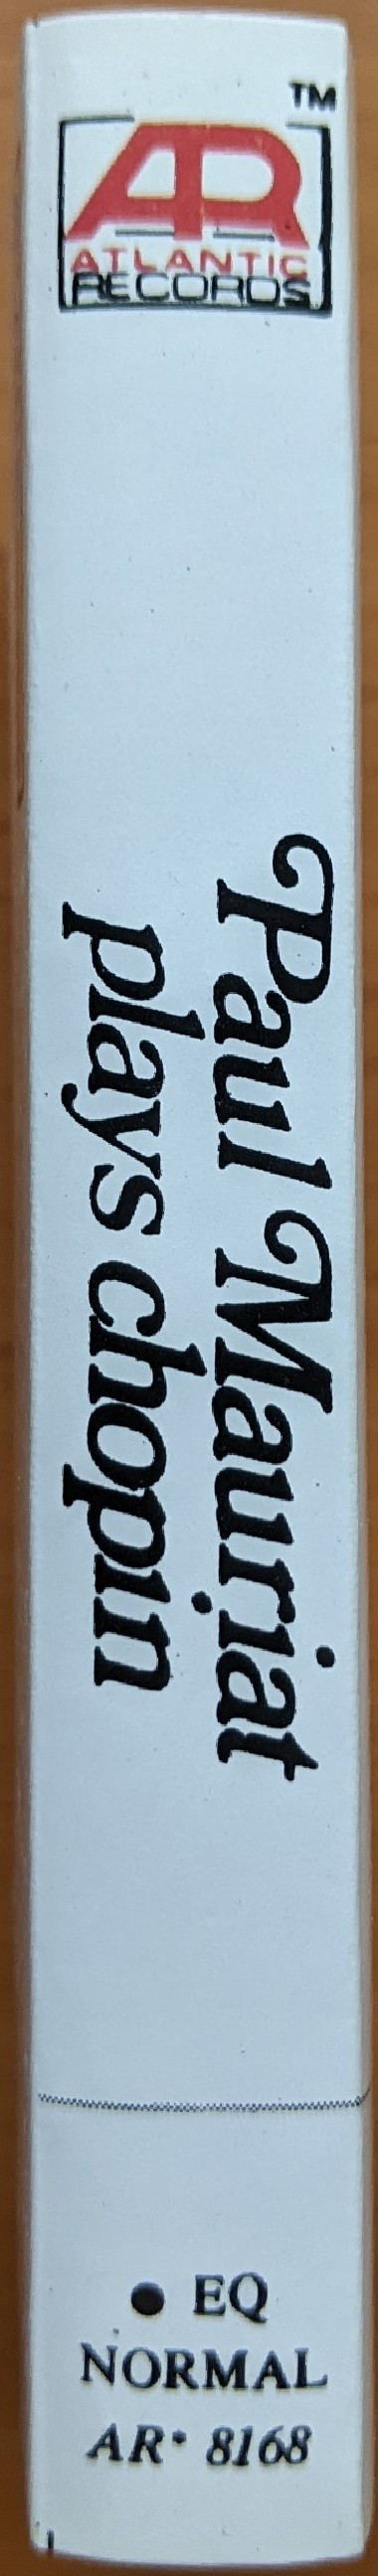 TM
AR
ATLANTIC
RECORDS
Paul Mauriat
plays chopin
• EQ
NORMAL
AR• 8168